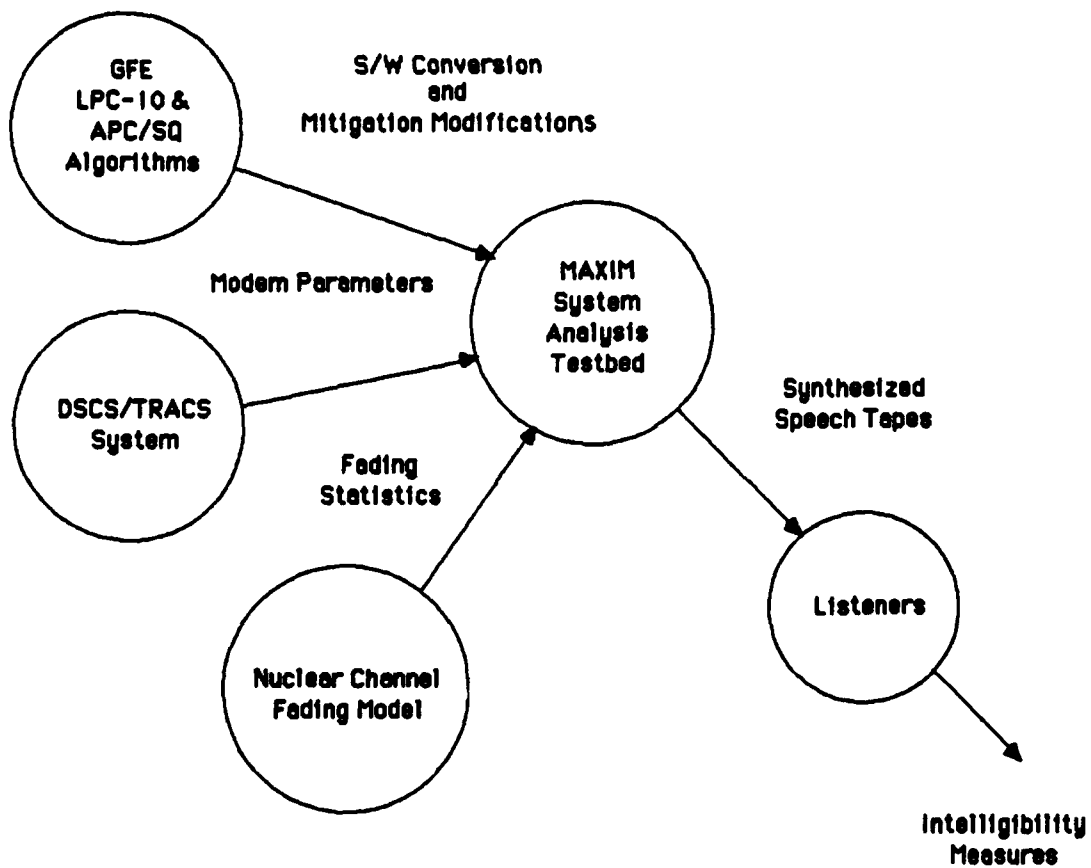 GFE
LPC-10 &
APC/SQ
Algorithms
S/W Conversion
and
Mitigation Modifications
Modem Parameters
MAXIM
System
Analysis
Testbed
DSCS/TRACS
System
Synthesized
Speech Tapes
Fading
Statistics
Listeners
Nuclear Channel
Fading Model
Intelligibility
Measures